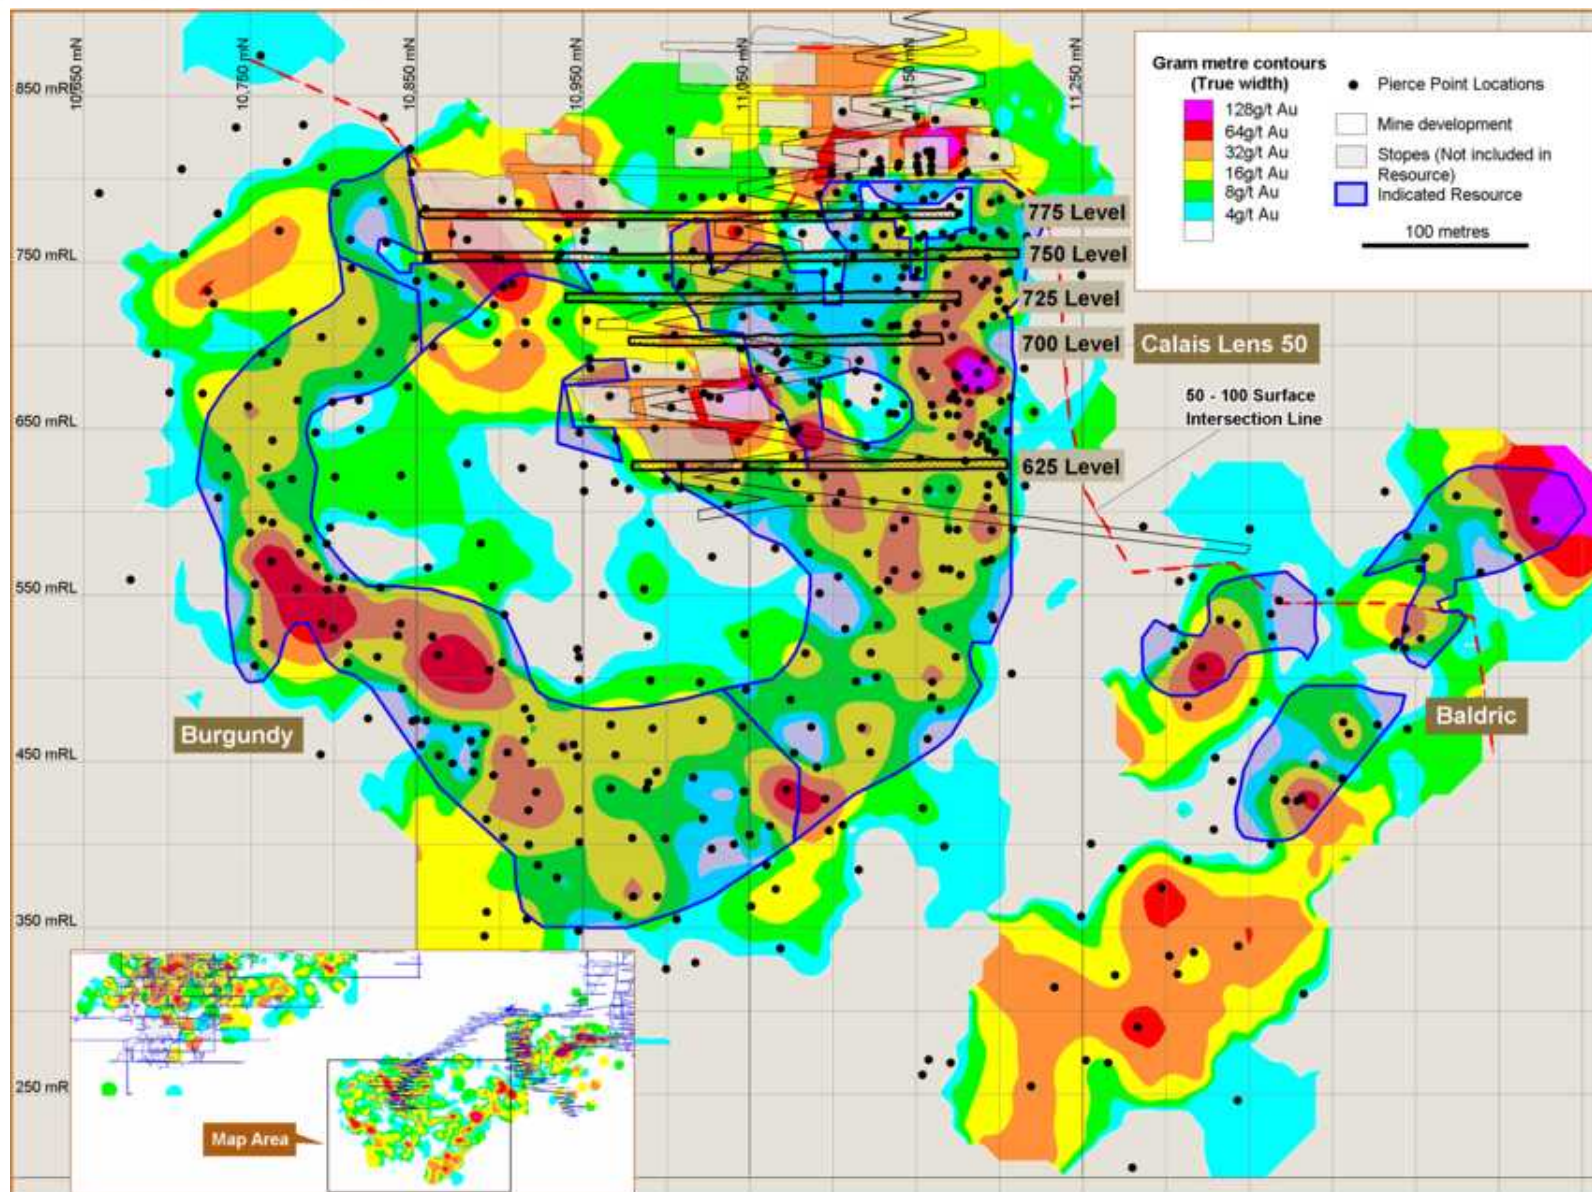 10,650 mN
10,750 mN
10,850 mN
10,950 mN
11,050 mN
11,150 mN
11,250 mN
850 mRL
750 mRL
650 mRL
550 mRL
450 mRL
350 mRL
250 mRL
Gram metre contours
(True width)
128g/t Au
64g/t Au
32g/t Au
16g/t Au
8g/t Au
4g/t Au
Pierce Point Locations
Mine development
Stopes (Not included in
Resource)
Indicated Resource
100 metres
775 Level
750 Level
725 Level
700 Level
625 Level
Calais Lens 50
50 - 100 Surface
Intersection Line
Burgundy
Baldric
Map Area